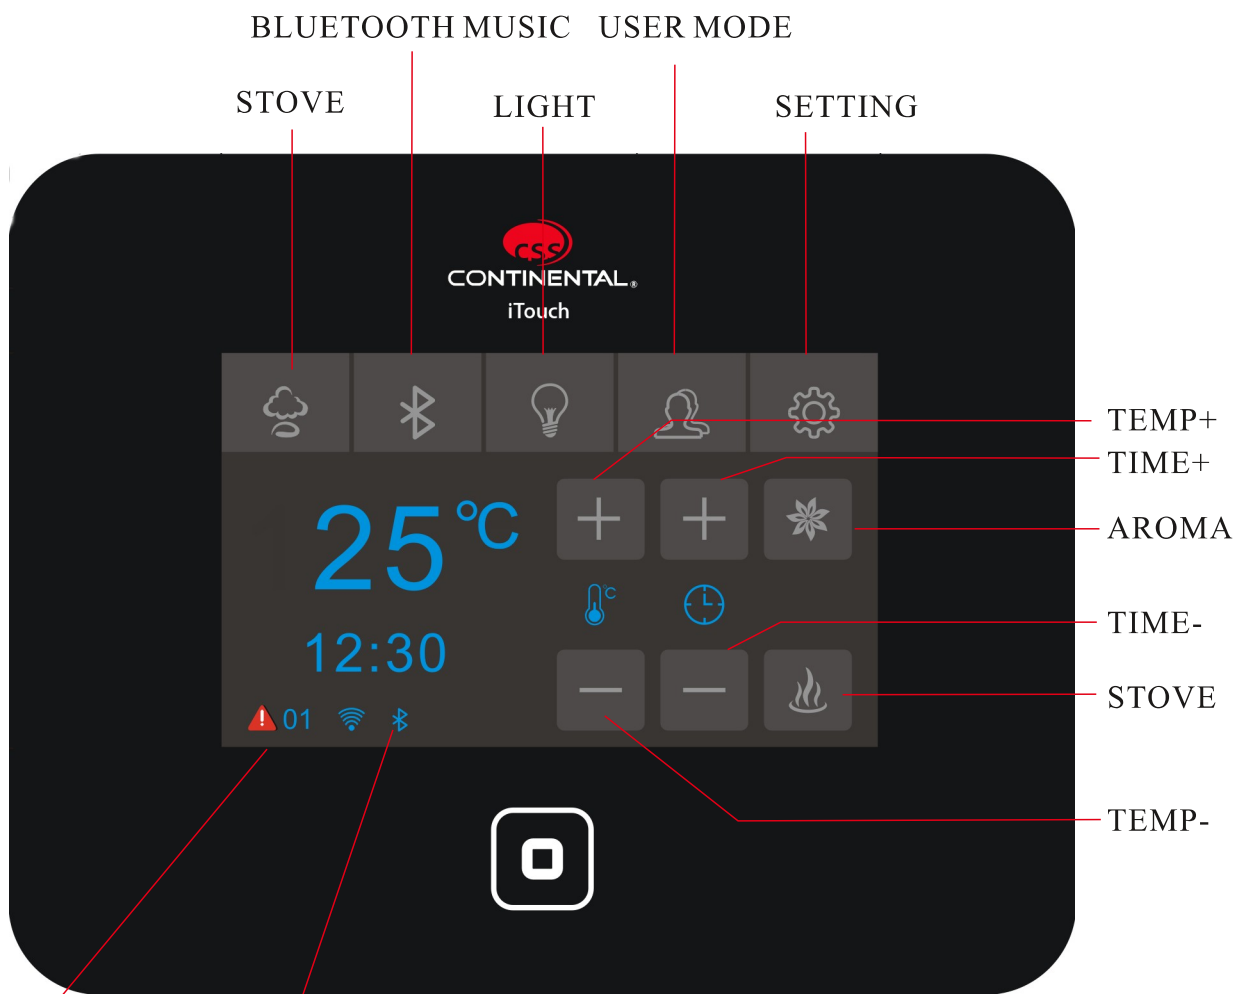 BLUETOOTH MUSIC USER MODE
STOVE LIGHT SETTING
CSS
CONTINENTAL®
iTouch
TEMP+
TIME+
25℃
AROMA
℃
TIME-
12:30
STOVE
01
TEMP-